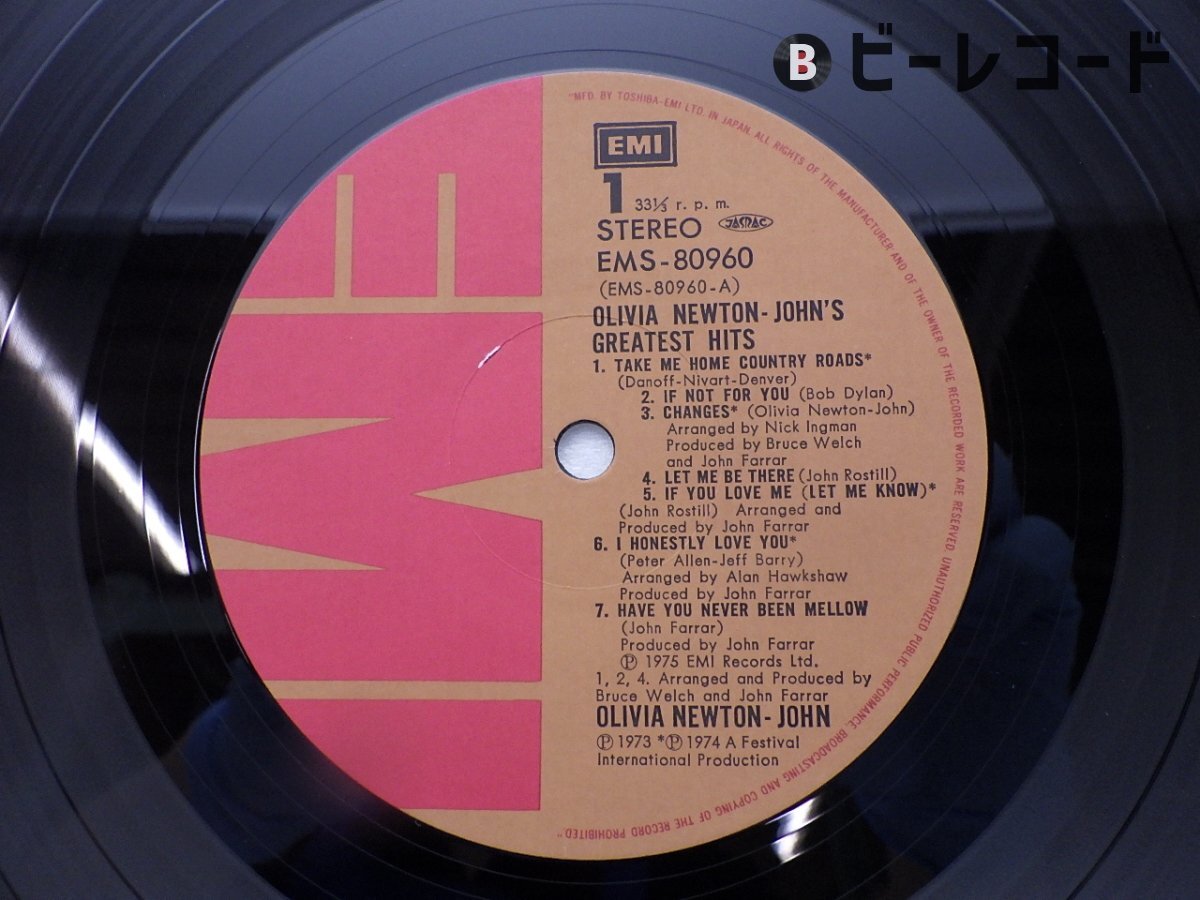 B ビーレコード
"MFD. BY TOSHIBA-EMI LTD. IN JAPAN. ALL RIGHTS OF THE MANUFACTURER AND OF THE OWNER OF THE RECORDED WORK ARE RESERVED. UNAUTHORIZED PUBLIC PERFORMANCE, BROADCASTING AND COPYING OF THE RECORD PROHIBITED."
EMI
EMI
1 33⅓ r. p. m.
STEREO JASRAC
EMS-80960
(EMS-80960-A)
OLIVIA NEWTON-JOHN'S
GREATEST HITS
1. TAKE ME HOME COUNTRY ROADS*
(Danoff-Nivart-Denver)
2. IF NOT FOR YOU (Bob Dylan)
3. CHANGES* (Olivia Newton-John)
Arranged by Nick Ingman
Produced by Bruce Welch
and John Farrar
4. LET ME BE THERE (John Rostill)
5. IF YOU LOVE ME (LET ME KNOW)*
(John Rostill) Arranged and
Produced by John Farrar
6. I HONESTLY LOVE YOU*
(Peter Allen-Jeff Barry)
Arranged by Alan Hawkshaw
Produced by John Farrar
7. HAVE YOU NEVER BEEN MELLOW
(John Farrar)
Produced by John Farrar
Ⓟ 1975 EMI Records Ltd.
1, 2, 4. Arranged and Produced by
Bruce Welch and John Farrar
OLIVIA NEWTON-JOHN
Ⓟ 1973 *Ⓟ 1974 A Festival
International Production